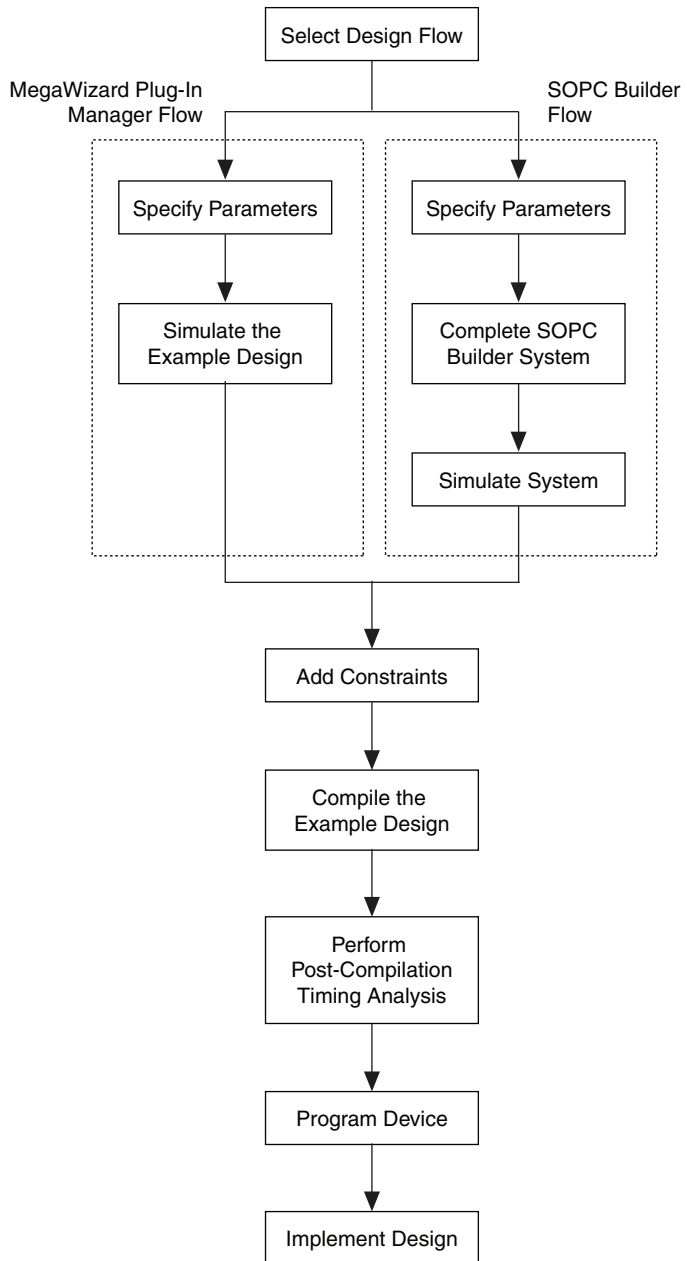 Select Design Flow
MegaWizard Plug-In
Manager Flow
SOPC Builder
Flow
Specify Parameters
Specify Parameters
Simulate the
Example Design
Complete SOPC
Builder System
Simulate System
Add Constraints
Compile the
Example Design
Perform
Post-Compilation
Timing Analysis
Program Device
Implement Design